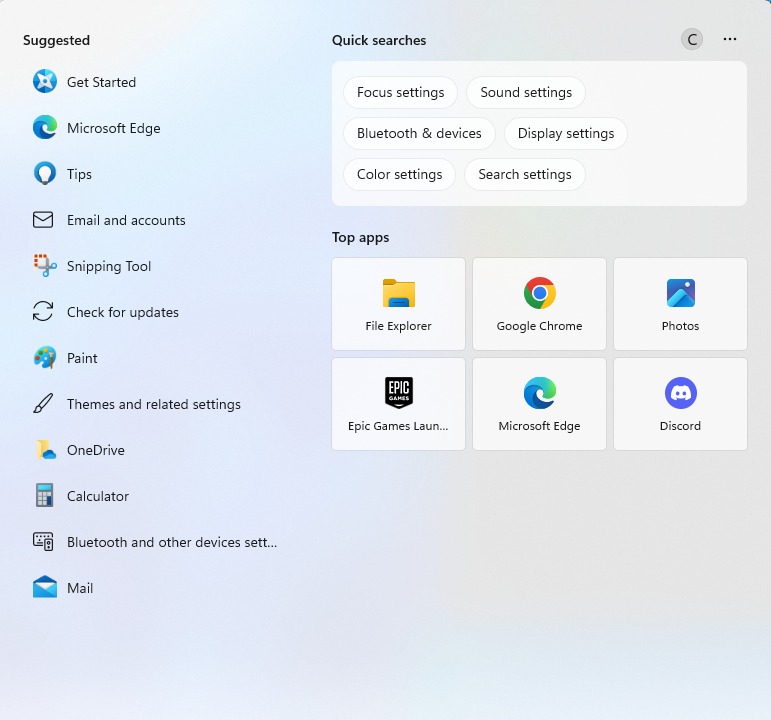 Suggested
Get Started
Microsoft Edge
Tips
Email and accounts
Snipping Tool
Check for updates
Paint
Themes and related settings
OneDrive
Calculator
Bluetooth and other devices sett...
Mail
Quick searches
C
Focus settings
Sound settings
Bluetooth & devices
Display settings
Color settings
Search settings
Top apps
File Explorer
Google Chrome
Photos
EPIC
GAMES
Epic Games Laun...
Microsoft Edge
Discord